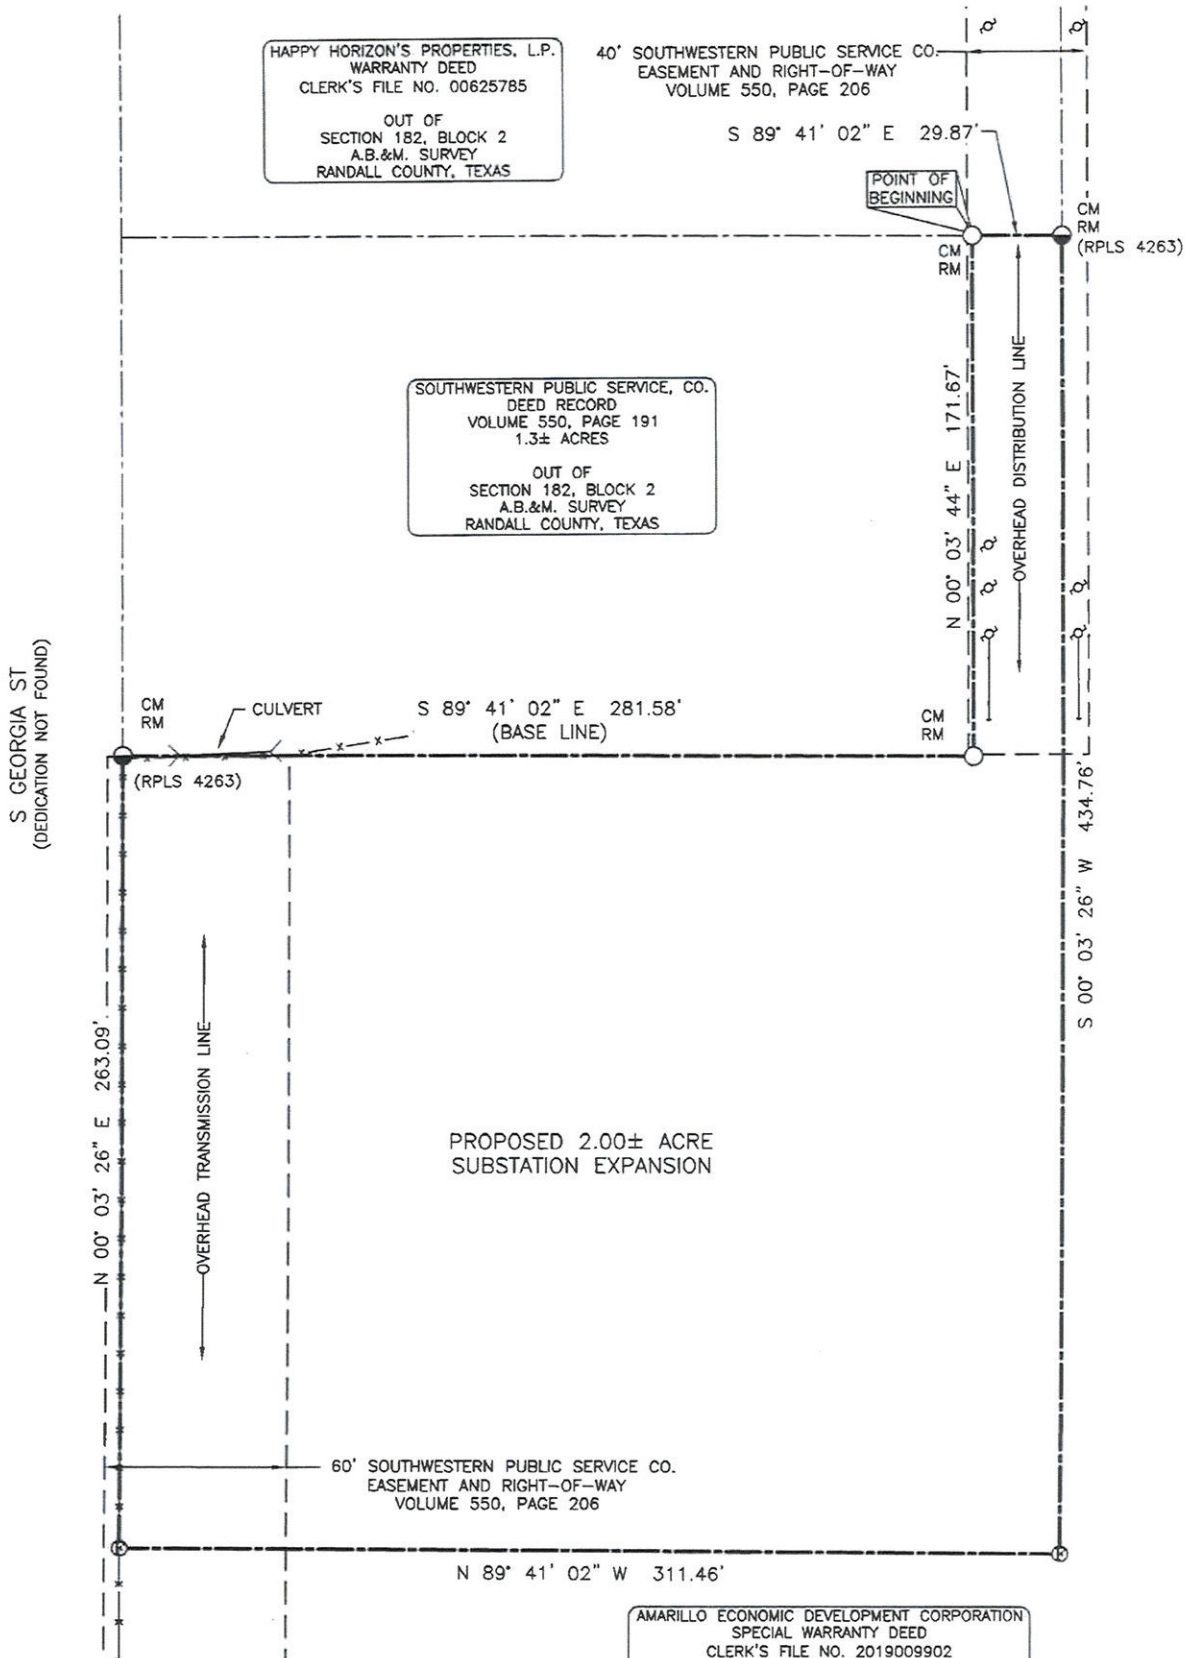 HAPPY HORIZON'S PROPERTIES, L.P.
WARRANTY DEED
CLERK'S FILE NO. 00625785
OUT OF
SECTION 182, BLOCK 2
A.B.&M. SURVEY
RANDALL COUNTY, TEXAS
40' SOUTHWESTERN PUBLIC SERVICE CO.
EASEMENT AND RIGHT-OF-WAY
VOLUME 550, PAGE 206
S 89° 41' 02" E 29.87'
POINT OF
BEGINNING
CM
RM
(RPLS 4263)
CM
RM
SOUTHWESTERN PUBLIC SERVICE, CO.
DEED RECORD
VOLUME 550, PAGE 191
1.3± ACRES
OUT OF
SECTION 182, BLOCK 2
A.B.&M. SURVEY
RANDALL COUNTY, TEXAS
N 00° 03' 44" E 171.67'
OVERHEAD DISTRIBUTION LINE
S GEORGIA ST
(DEDICATION NOT FOUND)
CM
RM
CULVERT
S 89° 41' 02" E 281.58'
(BASE LINE)
CM
RM
(RPLS 4263)
S 00° 03' 26" W 434.76'
N 00° 03' 26" E 263.09'
OVERHEAD TRANSMISSION LINE
PROPOSED 2.00± ACRE
SUBSTATION EXPANSION
60' SOUTHWESTERN PUBLIC SERVICE CO.
EASEMENT AND RIGHT-OF-WAY
VOLUME 550, PAGE 206
N 89° 41' 02" W 311.46'
AMARILLO ECONOMIC DEVELOPMENT CORPORATION
SPECIAL WARRANTY DEED
CLERK'S FILE NO. 2019009902